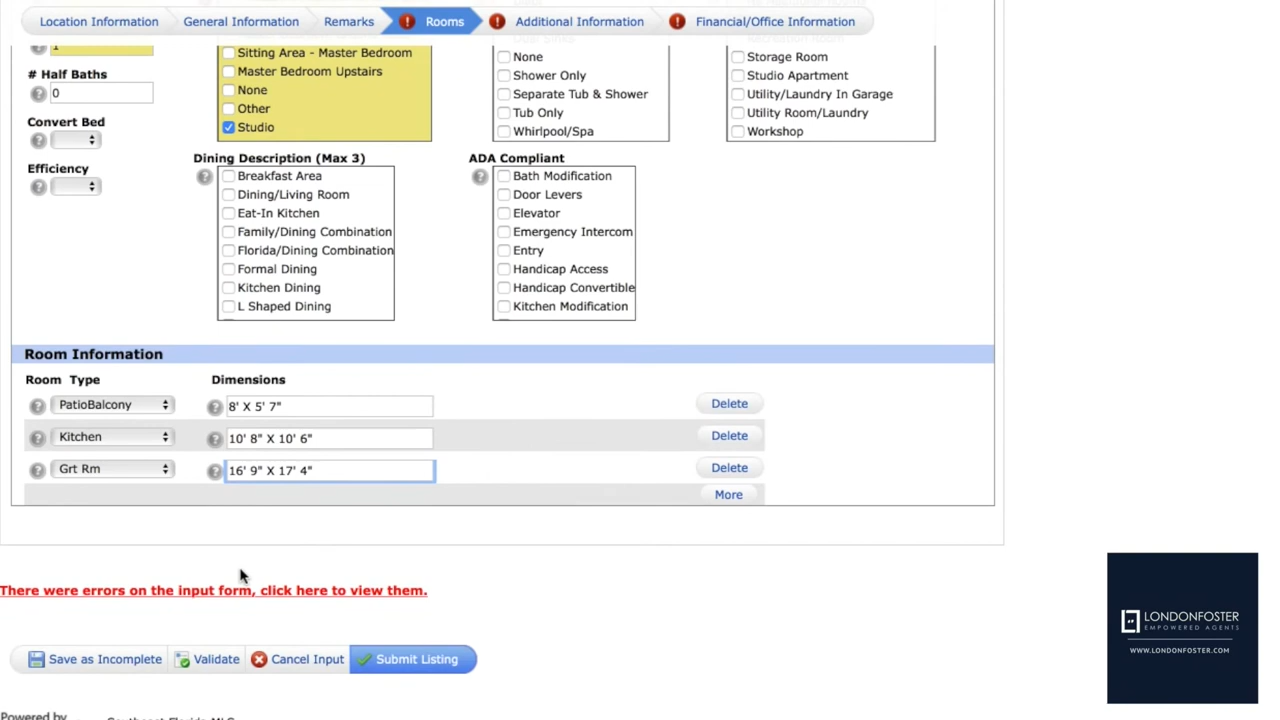 Location Information General Information Remarks Rooms Additional Information Financial/Office Information
1
Sitting Area - Master Bedroom
Master Bedroom Upstairs
None
Other
Studio
None
Shower Only
Separate Tub & Shower
Tub Only
Whirlpool/Spa
Recreation Room
Storage Room
Studio Apartment
Utility/Laundry In Garage
Utility Room/Laundry
Workshop
# Half Baths
0
Convert Bed
Efficiency
Dining Description (Max 3)
Breakfast Area
Dining/Living Room
Eat-In Kitchen
Family/Dining Combination
Florida/Dining Combination
Formal Dining
Kitchen Dining
L Shaped Dining
ADA Compliant
Bath Modification
Door Levers
Elevator
Emergency Intercom
Entry
Handicap Access
Handicap Convertible
Kitchen Modification
Room Information
Room Type Dimensions
PatioBalcony 8' X 5' 7" Delete
Kitchen 10' 8" X 10' 6" Delete
Grt Rm 16' 9" X 17' 4" Delete
More
There were errors on the input form, click here to view them.
Save as Incomplete Validate Cancel Input Submit Listing
Powered by
LONDONFOSTER
EMPOWERED AGENTS
WWW.LONDONFOSTER.COM